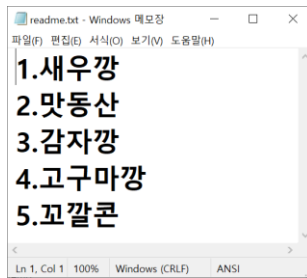 readme.txt - Windows 메모장
파일(F) 편집(E) 서식(O) 보기(V) 도움말(H)
1.새우깡
2.맛동산
3.감자깡
4.고구마깡
5.꼬깔콘
Ln 1, Col 1 100% Windows (CRLF) ANSI